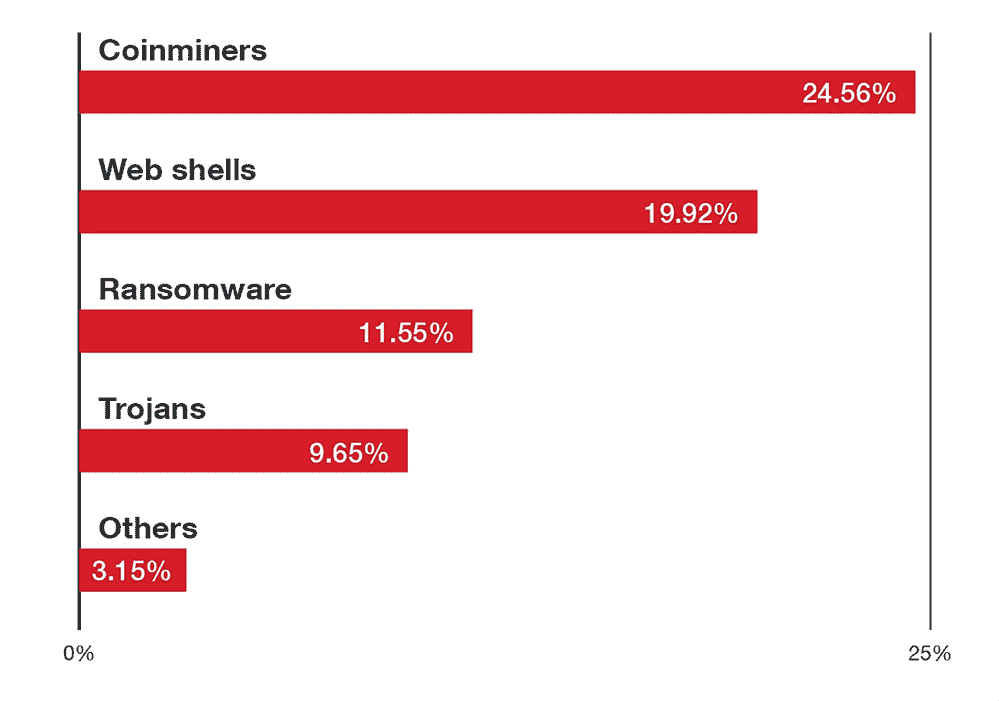 Coinminers
24.56%
Web shells
19.92%
Ransomware
11.55%
Trojans
9.65%
Others
3.15%
0%
25%